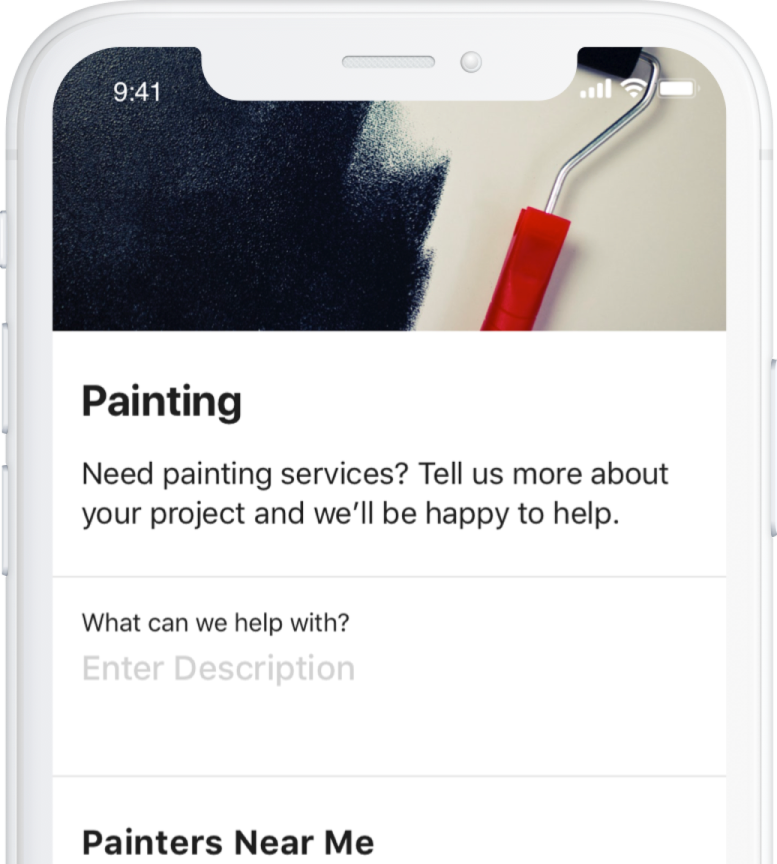 9:41
Painting
Need painting services? Tell us more about
your project and we’ll be happy to help.
What can we help with?
Enter Description
Painters Near Me